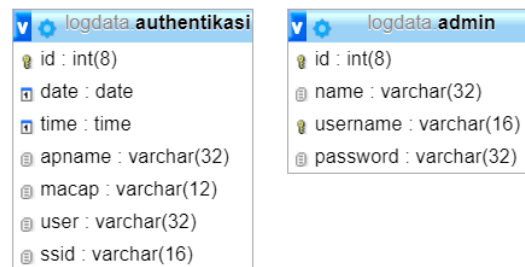 v logdata authentikasi
id : int(8)
date : date
time : time
apname : varchar(32)
macap : varchar(12)
user : varchar(32)
ssid : varchar(16)
v logdata admin
id : int(8)
name : varchar(32)
username : varchar(16)
password : varchar(32)